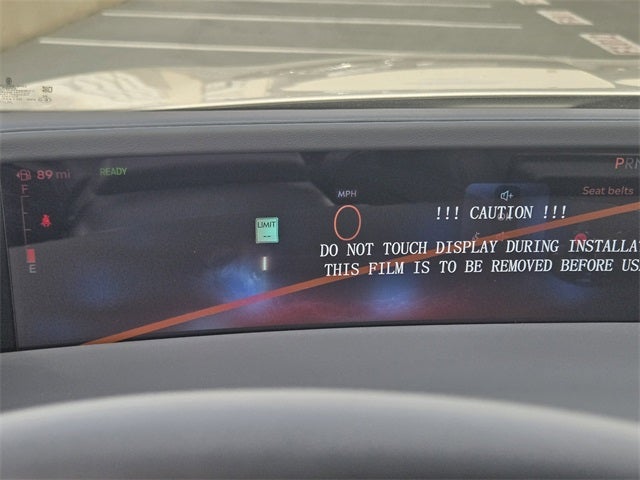 89 mi
READY
PRN
F
MPH
Seat belts
LIMIT
--
0
!!! CAUTION !!!
DO NOT TOUCH DISPLAY DURING INSTALLA
THIS FILM IS TO BE REMOVED BEFORE US
E